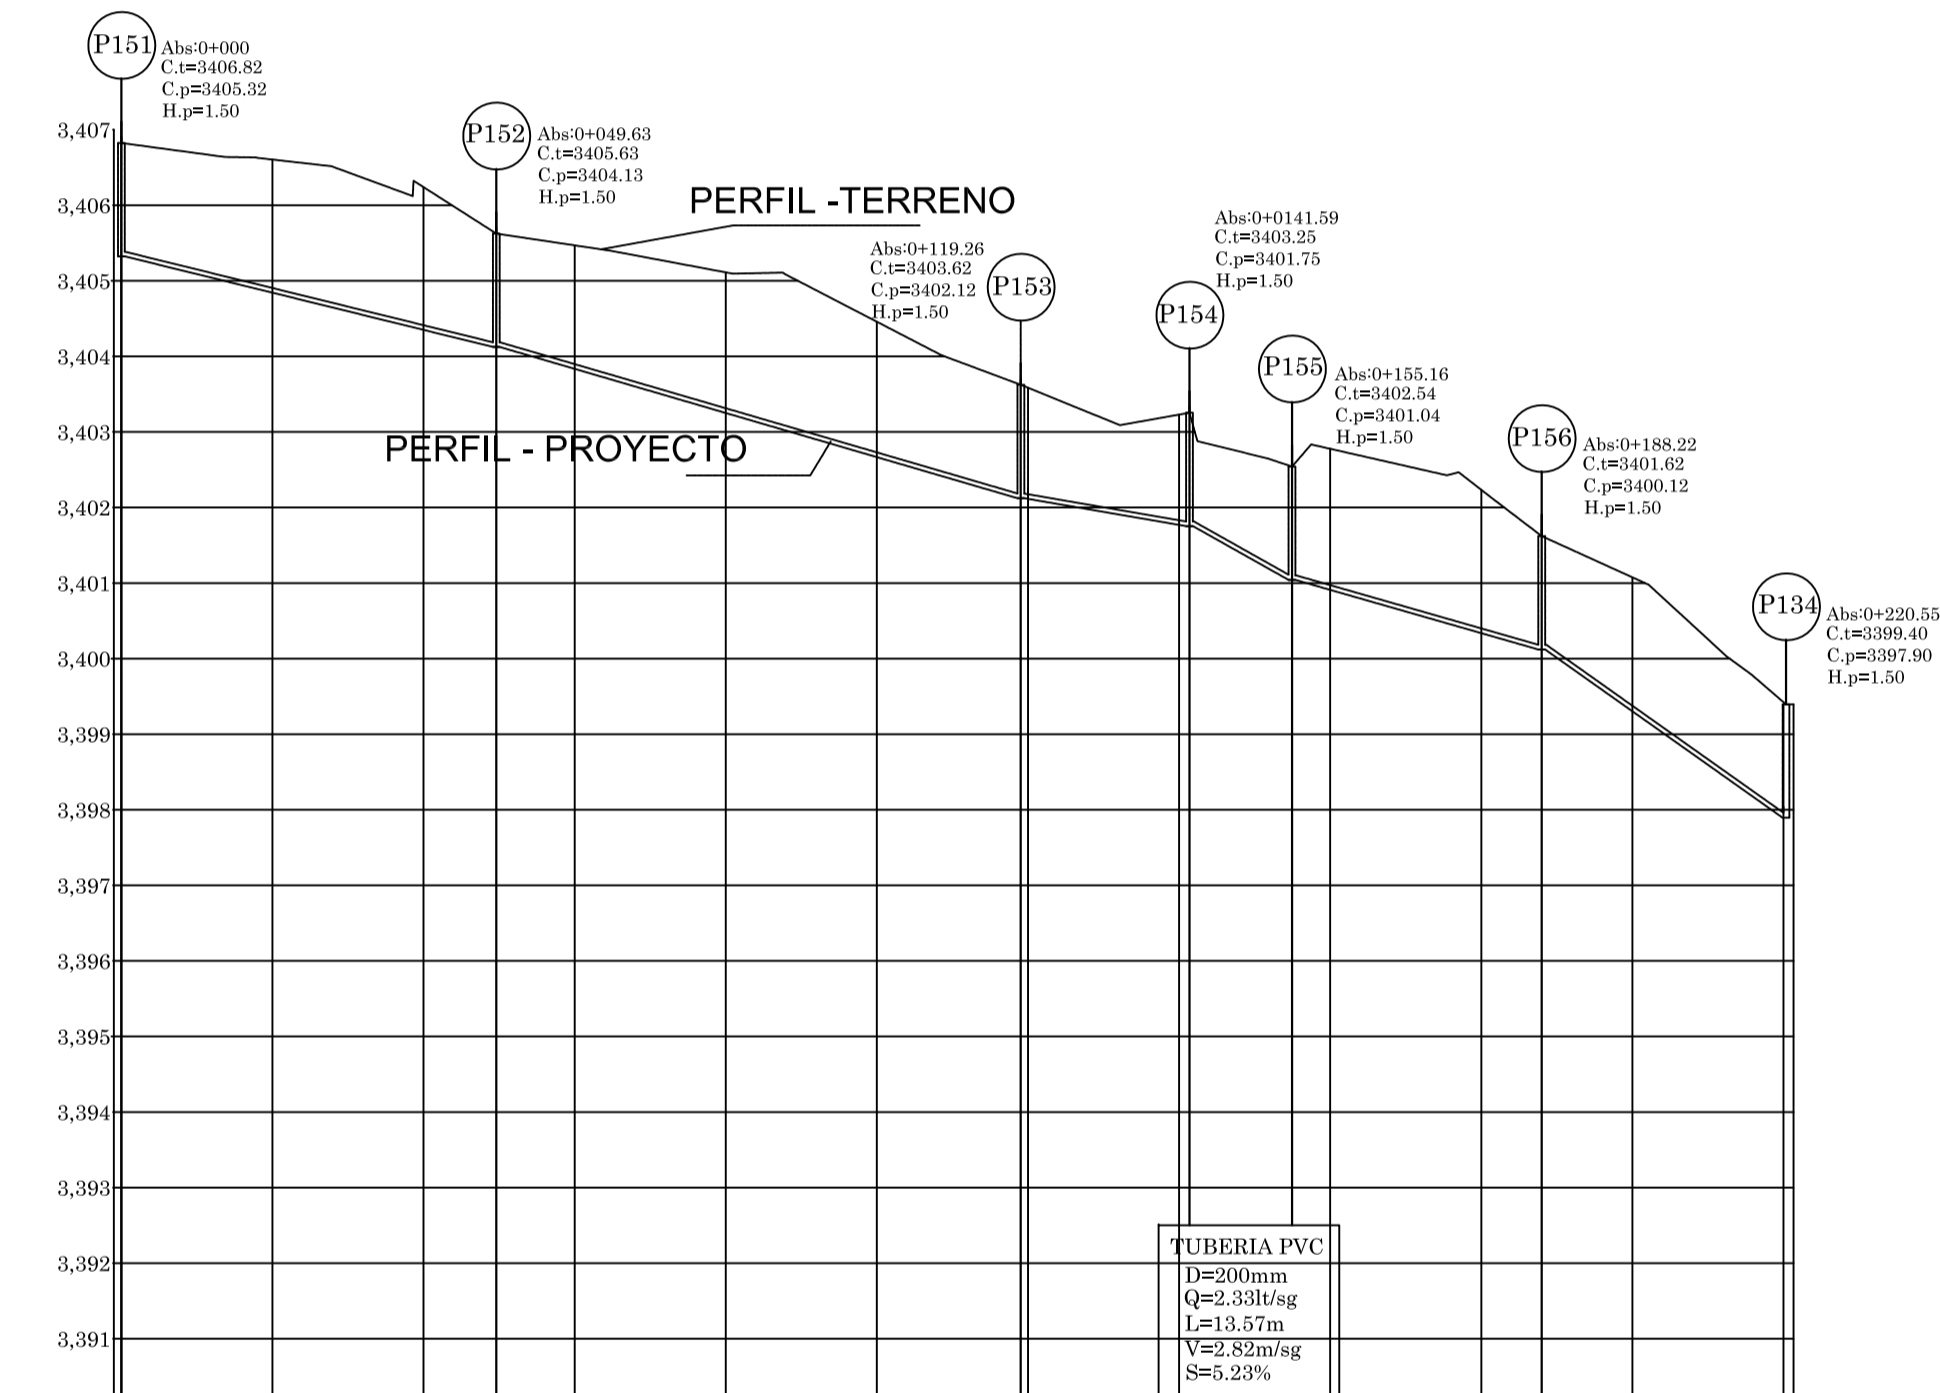 P151
Abs:0+000
C.t=3406.82
C.p=3405.32
H.p=1.50
P152
Abs:0+049.63
C.t=3405.63
C.p=3404.13
H.p=1.50
PERFIL -TERRENO
Abs:0+119.26
C.t=3403.62
C.p=3402.12
H.p=1.50
P153
Abs:0+0141.59
C.t=3403.25
C.p=3401.75
H.p=1.50
P154
P155
Abs:0+155.16
C.t=3402.54
C.p=3401.04
H.p=1.50
P156
Abs:0+188.22
C.t=3401.62
C.p=3400.12
H.p=1.50
P134
Abs:0+220.55
C.t=3399.40
C.p=3397.90
H.p=1.50
PERFIL - PROYECTO
3,407
3,406
3,405
3,404
3,403
3,402
3,401
3,400
3,399
3,398
3,397
3,396
3,395
3,394
3,393
3,392
3,391
TUBERIA PVC
D=200mm
Q=2.33lt/sg
L=13.57m
V=2.82m/sg
S=5.23%